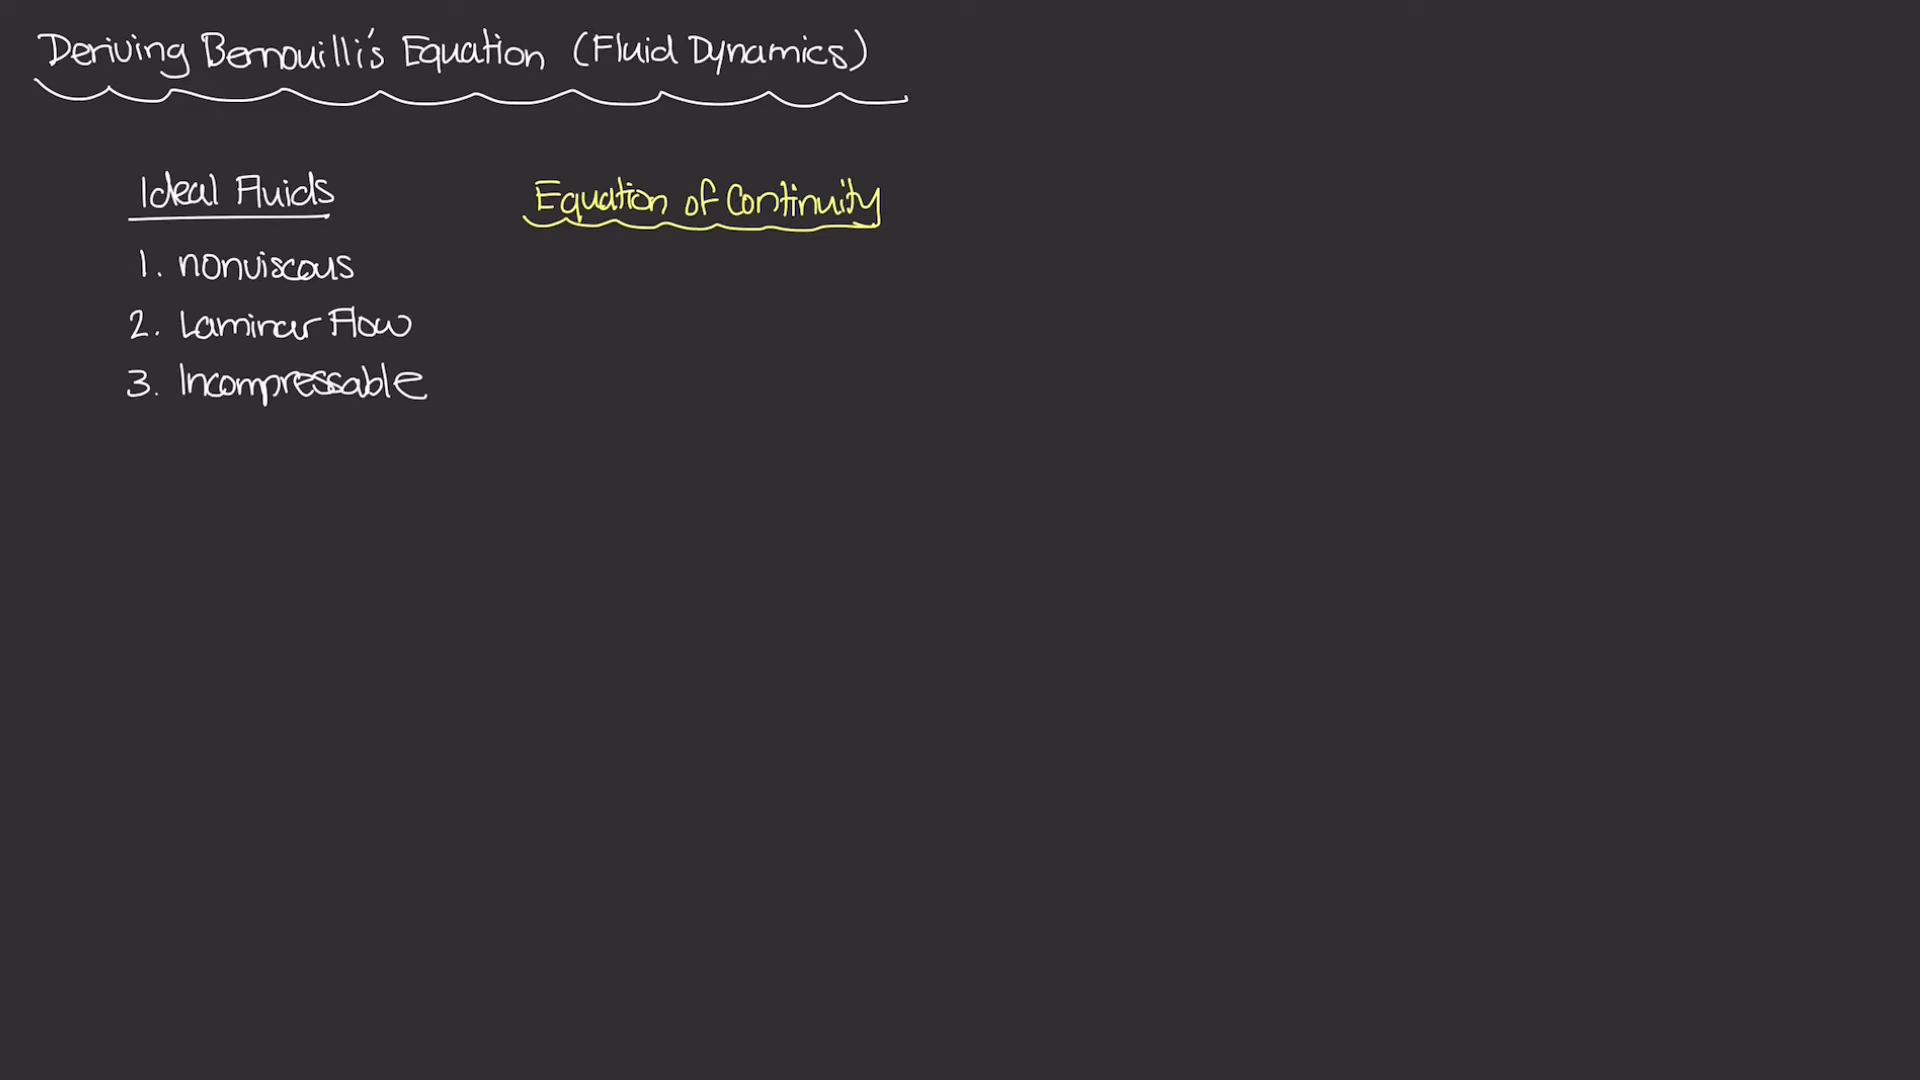 Deriving Bernouilli's Equation (Fluid Dynamics)
Ideal Fluids
1. nonviscous
2. Laminar Flow
3. Incompressable
Equation of Continuity